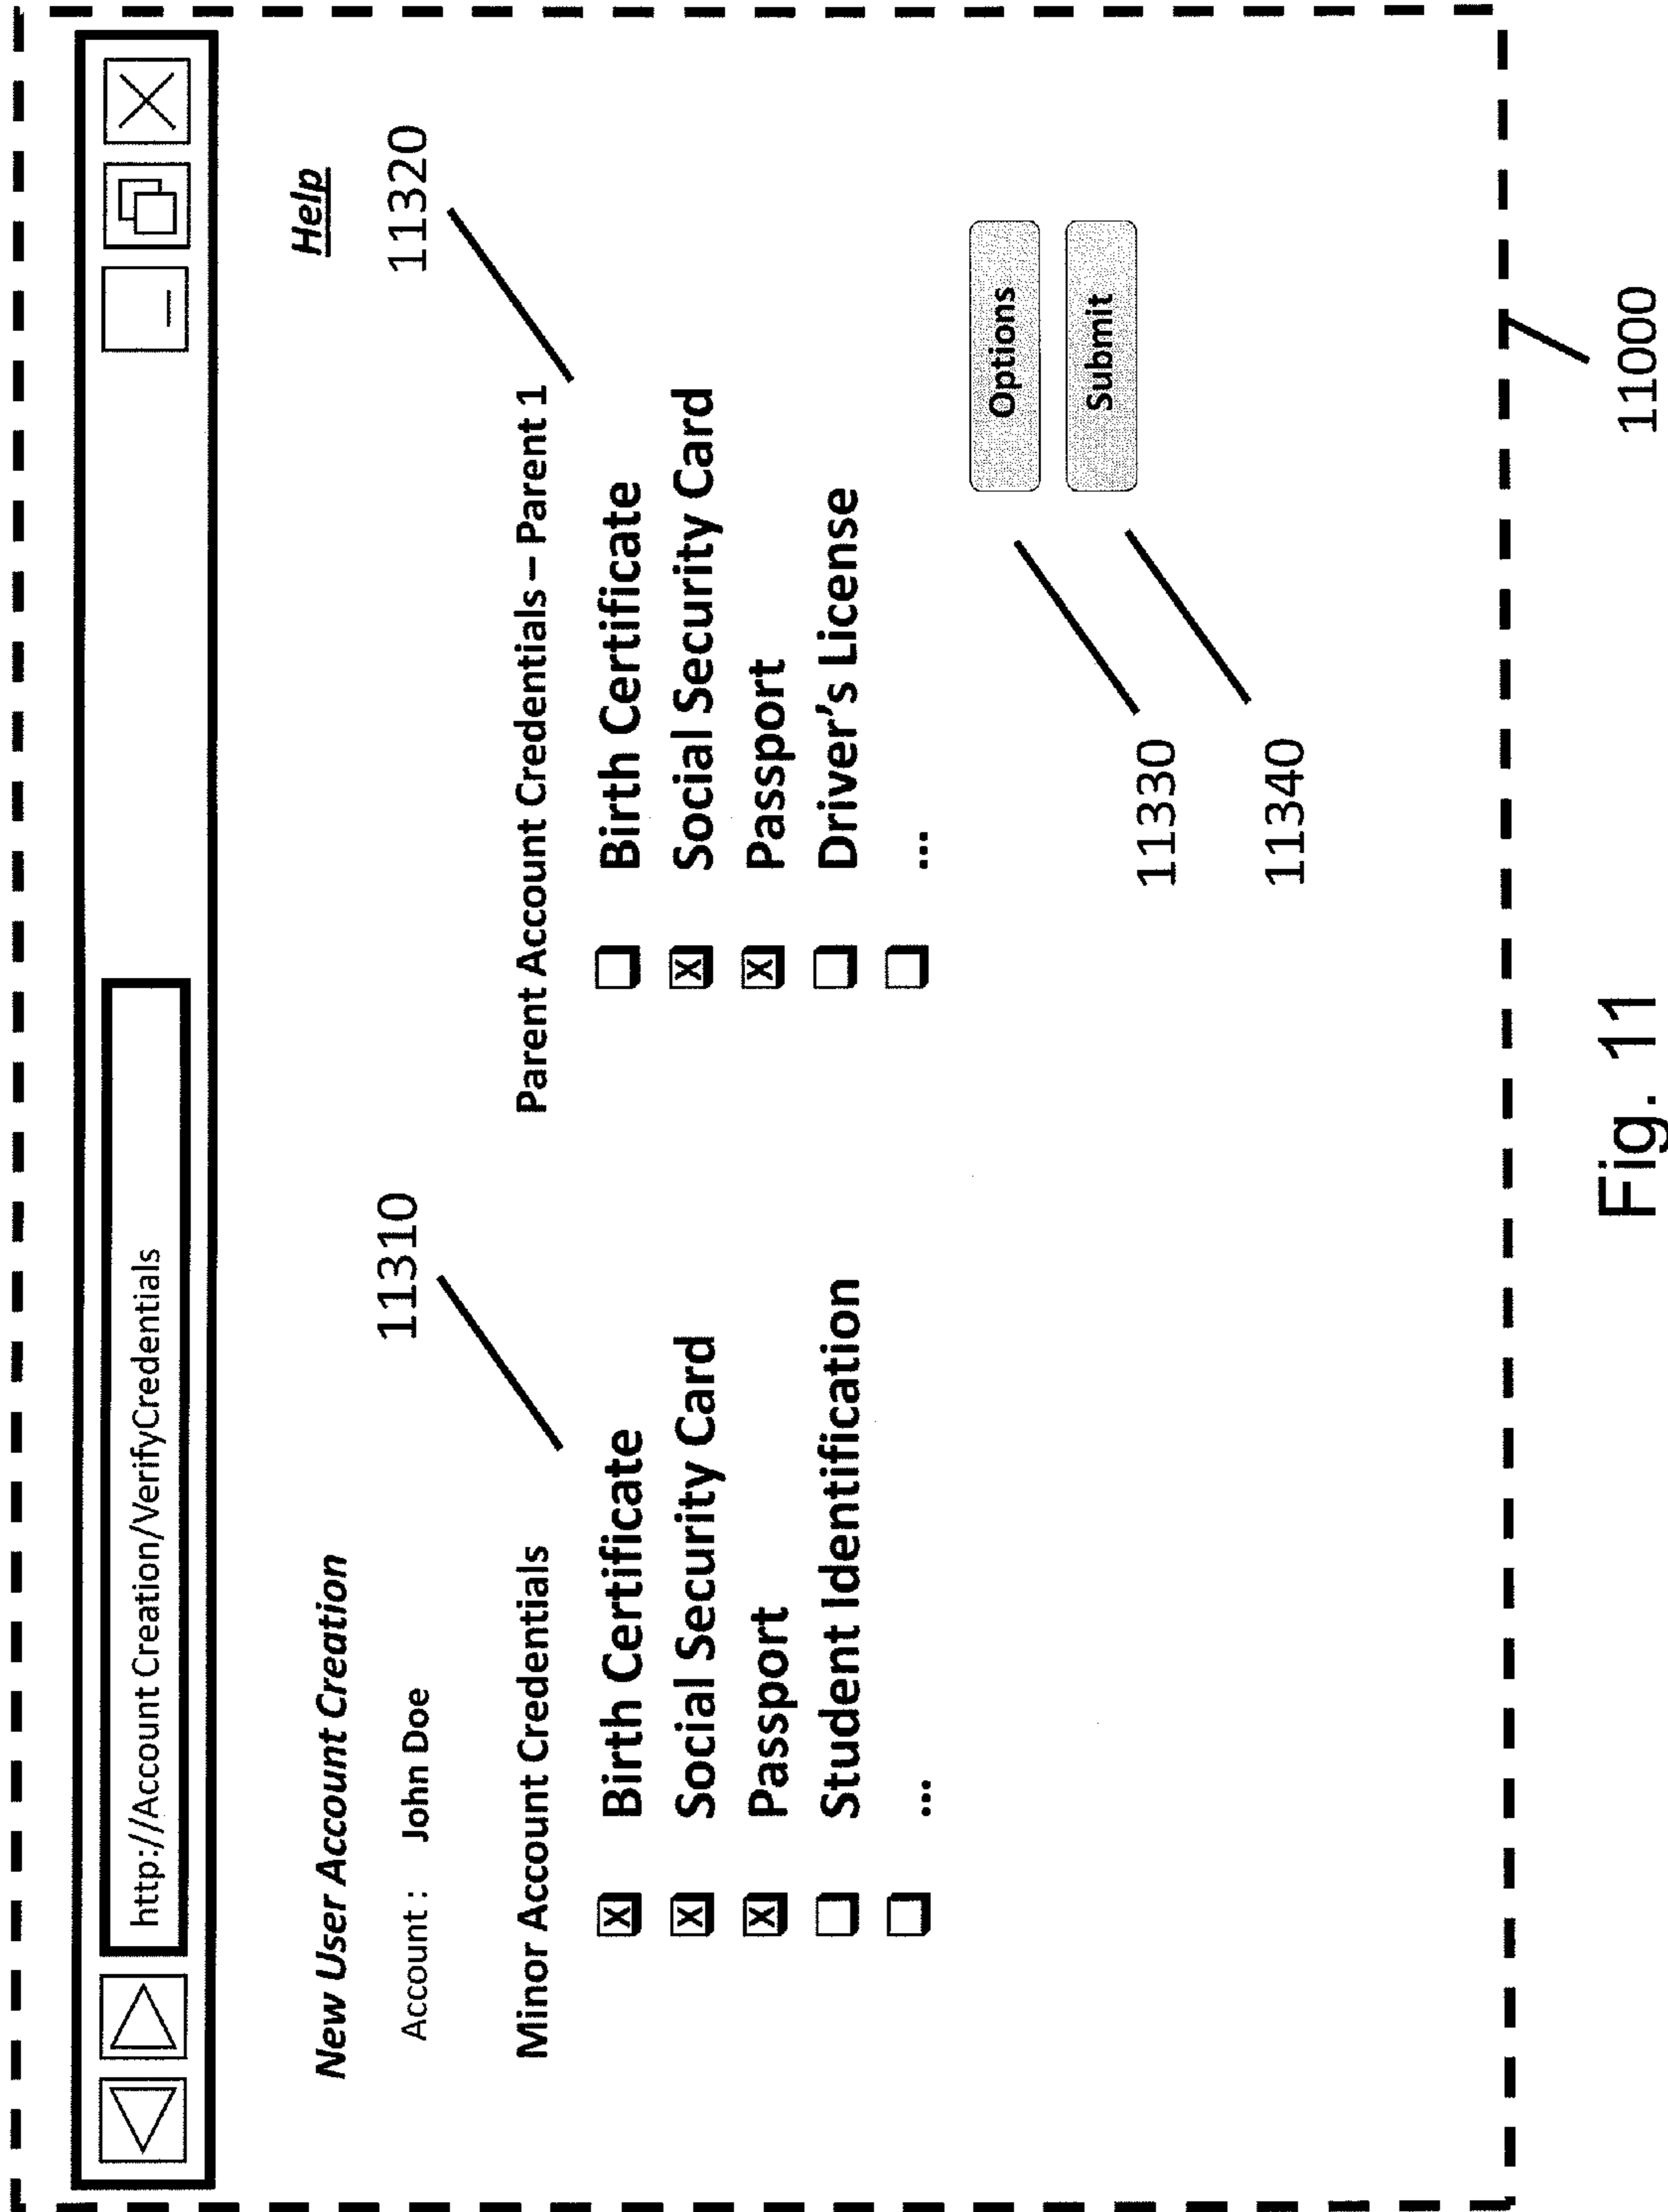 http://Account Creation/VerifyCredentials
New User Account Creation
Help
Account : John Doe
11310
11320
Minor Account Credentials
Parent Account Credentials – Parent 1
X Birth Certificate
Birth Certificate
X Social Security Card
X Social Security Card
X Passport
X Passport
Student Identification
Driver's License
...
...
Options
Submit
11330
11340
11000
Fig. 11